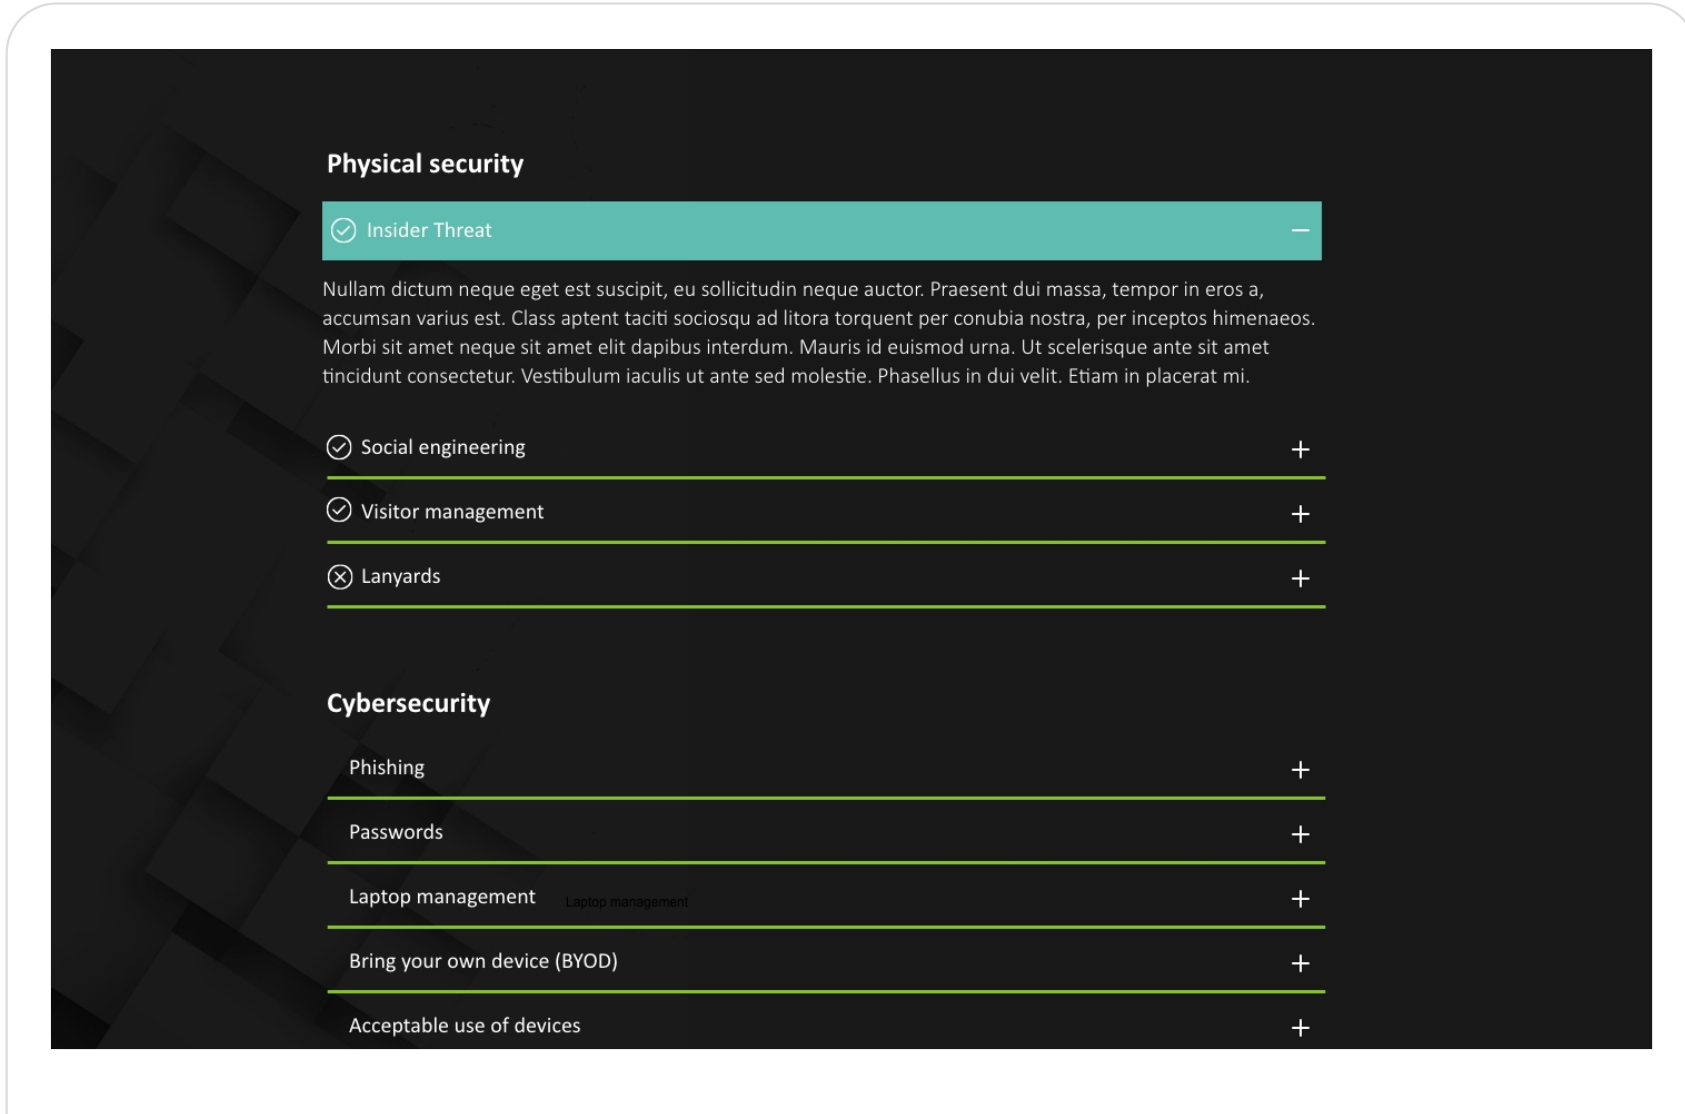 Physical security
Insider Threat
Nullam dictum neque eget est suscipit, eu sollicitudin neque auctor. Praesent dui massa, tempor in eros a,
accumsan varius est. Class aptent taciti sociosqu ad litora torquent per conubia nostra, per inceptos himenaeos.
Morbi sit amet neque sit amet elit dapibus interdum. Mauris id euismod urna. Ut scelerisque ante sit amet
tincidunt consectetur. Vestibulum iaculis ut ante sed molestie. Phasellus in dui velit. Etiam in placerat mi.
Social engineering
Visitor management
Lanyards
Cybersecurity
Phishing
Passwords
Laptop management Laptop management
Bring your own device (BYOD)
Acceptable use of devices